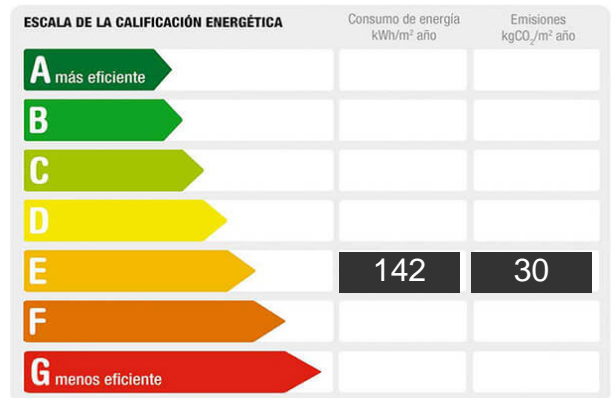 ESCALA DE LA CALIFICACIÓN ENERGÉTICA
Consumo de energía
kWh/m² año
Emisiones
kgCO₂/m² año
A más eficiente
B
C
D
E 142 30
F
G menos eficiente